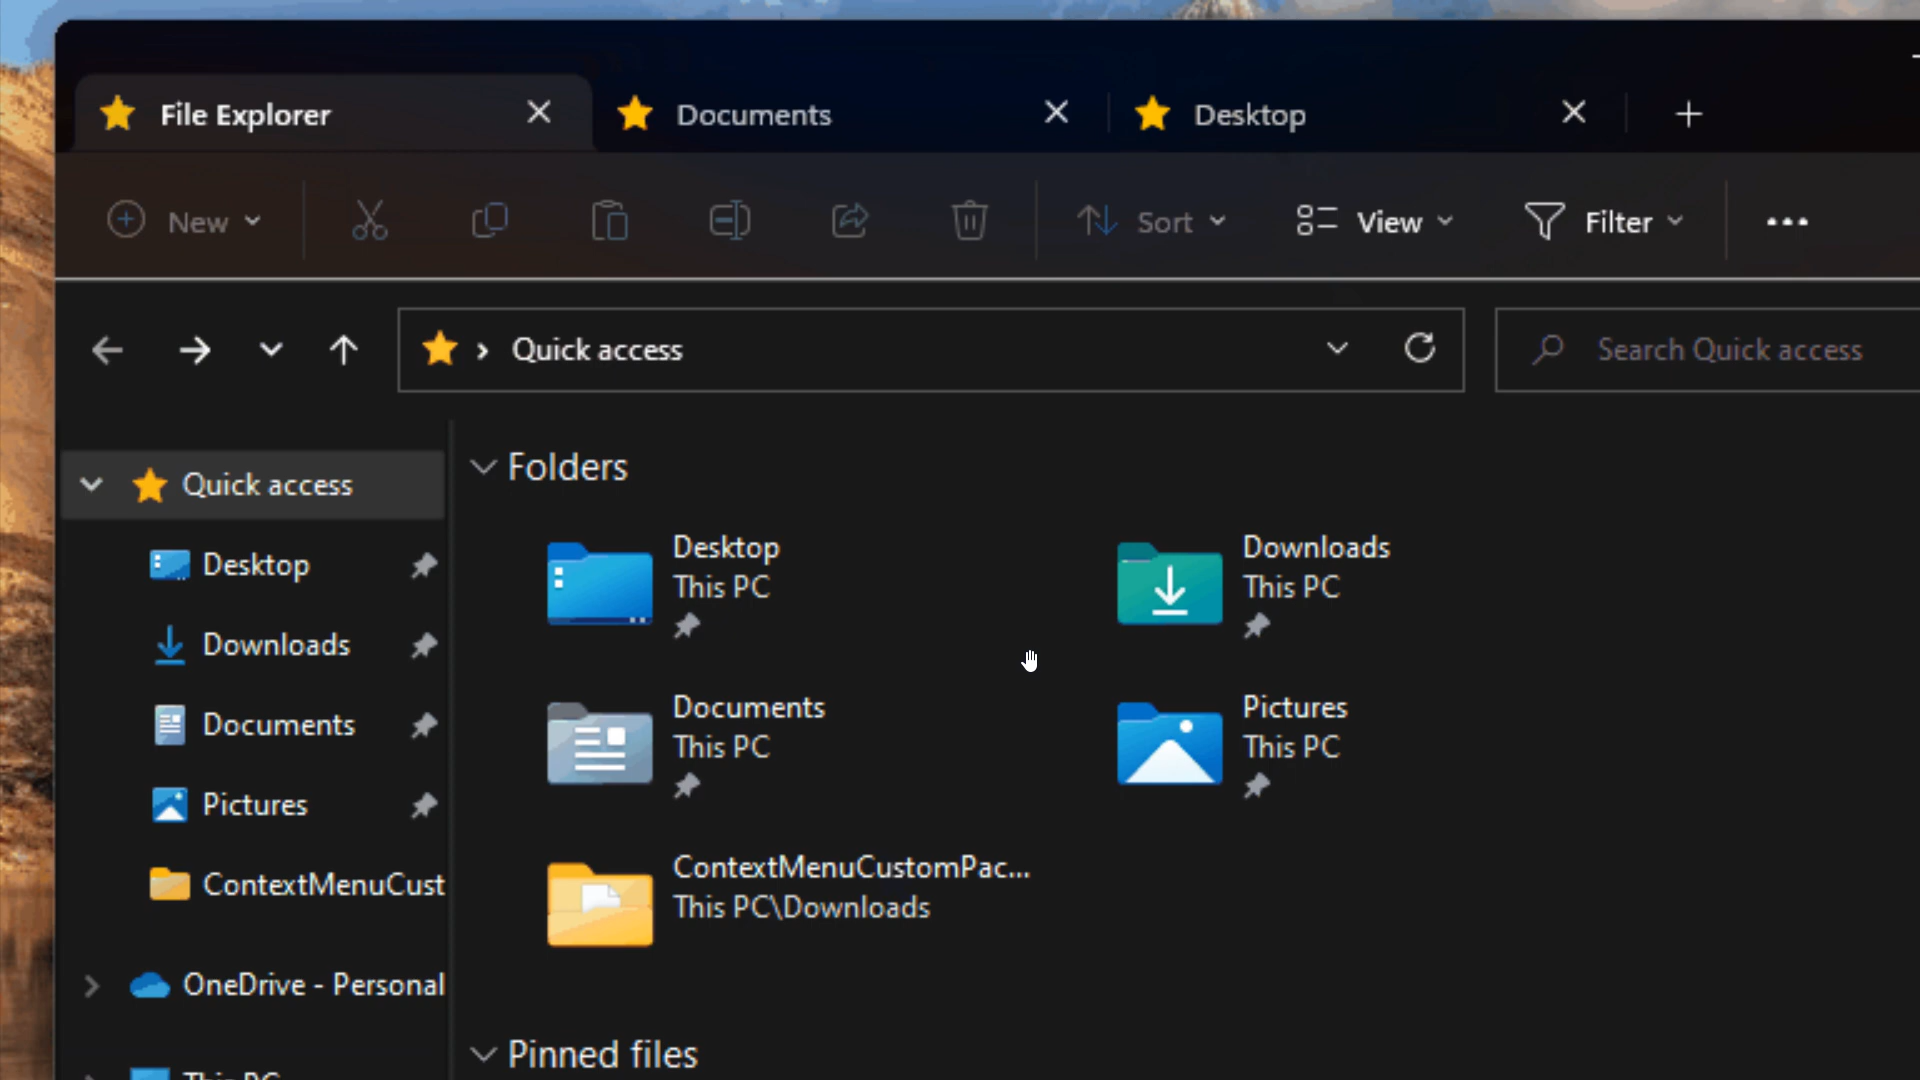 File Explorer
Documents
Desktop
New
Sort
View
Filter
Quick access
Search Quick access
Quick access
Desktop
Downloads
Documents
Pictures
ContextMenuCust
OneDrive - Personal
This PC
Folders
Desktop
This PC
Downloads
This PC
Documents
This PC
Pictures
This PC
ContextMenuCustomPac...
This PC\Downloads
Pinned files